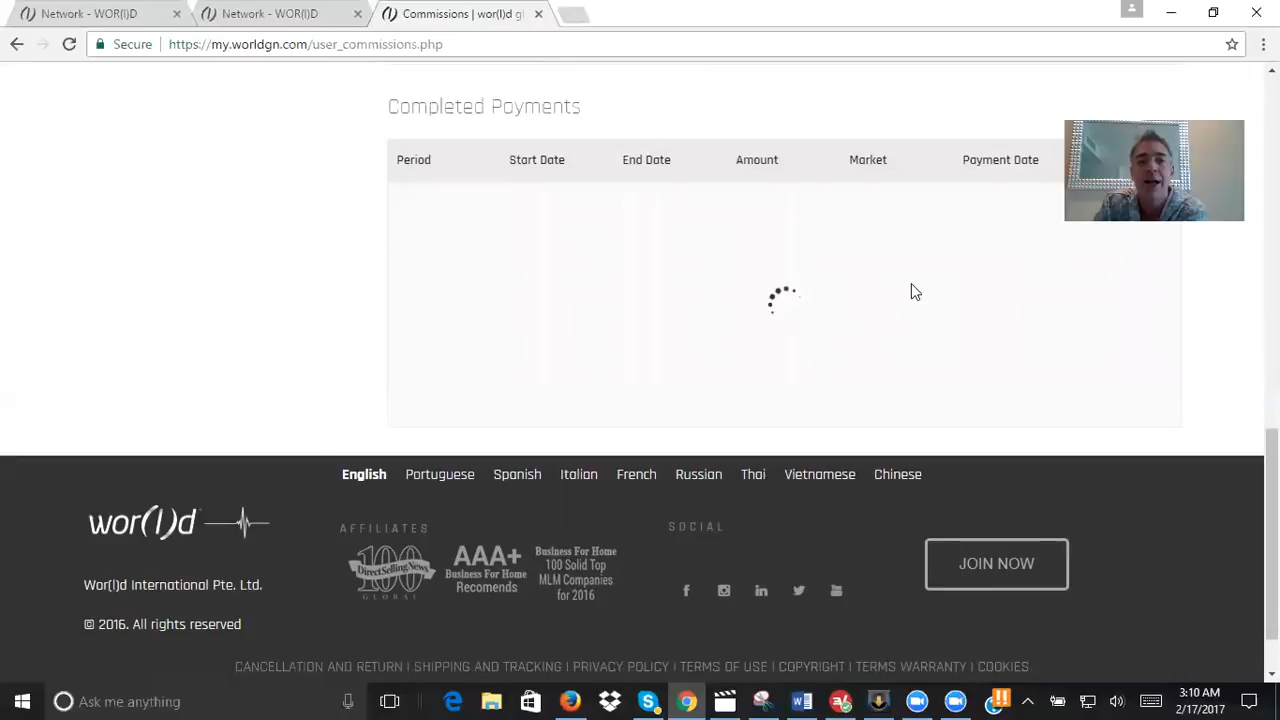 Network - WOR(I)D
Network - WOR(I)D
Commissions | wor(l)d gl
Secure
https://my.worldgn.com/user_commissions.php
Completed Payments
Period Start Date End Date Amount Market Payment Date
English Portuguese Spanish Italian French Russian Thai Vietnamese Chinese
wor(l)d
AFFILIATES
SOCIAL
100
DirectSellingNews
GLOBAL
AAA+
Business For Home
Recomends
Business For Home
100 Solid Top
MLM Companies
for 2016
JOIN NOW
Wor(l)d International Pte. Ltd.
© 2016. All rights reserved
CANCELLATION AND RETURN | SHIPPING AND TRACKING | PRIVACY POLICY | TERMS OF USE | COPYRIGHT | TERMS WARRANTY | COOKIES
Ask me anything
3:10 AM
2/17/2017